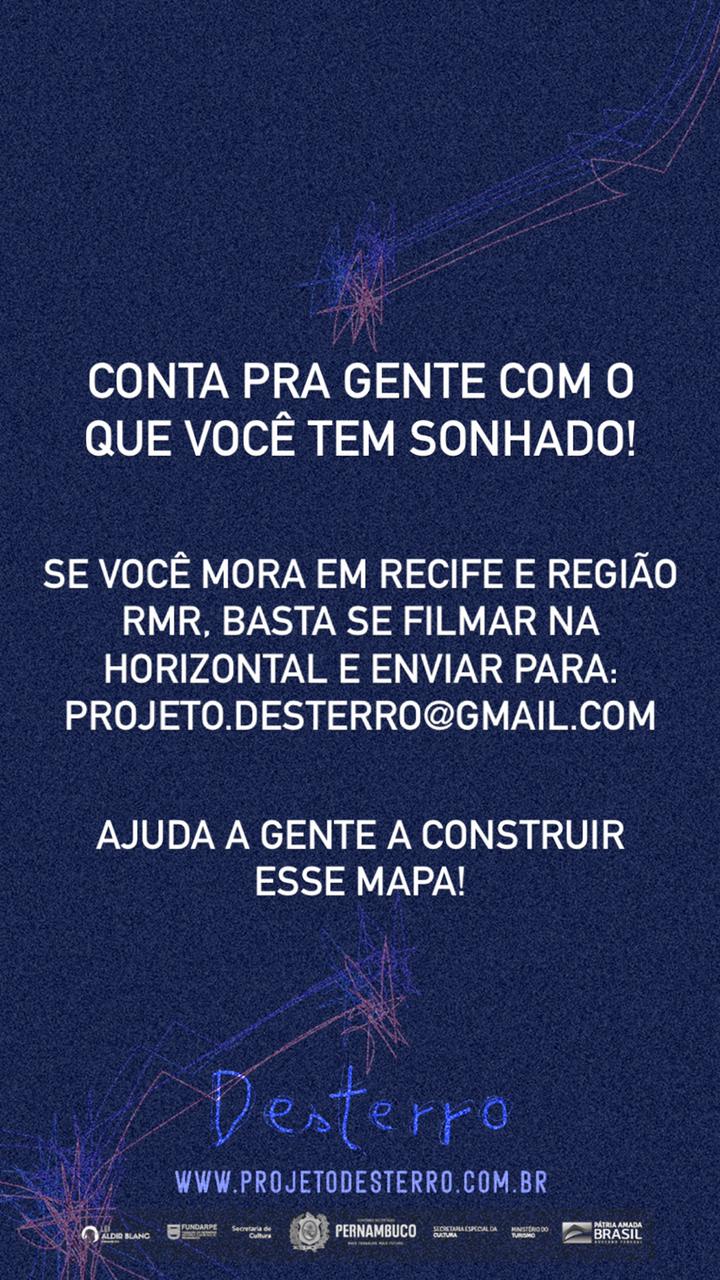 CONTA PRA GENTE COM O
QUE VOCÊ TEM SONHADO!
SE VOCÊ MORA EM RECIFE E REGIÃO
RMR, BASTA SE FILMAR NA
HORIZONTAL E ENVIAR PARA:
PROJETO.DESTERRO@GMAIL.COM
AJUDA A GENTE A CONSTRUIR
ESSE MAPA!
Desterro
WWW.PROJETODESTERRO.COM.BR
LEI
ALDIR BLANC
FUNDARPE
Secretaria de
Cultura
PERNAMBUCO
SECRETARIA ESPECIAL DA
CULTURA
MINISTÉRIO DO
TURISMO
PÁTRIA AMADA
BRASIL
GOVERNO FEDERAL